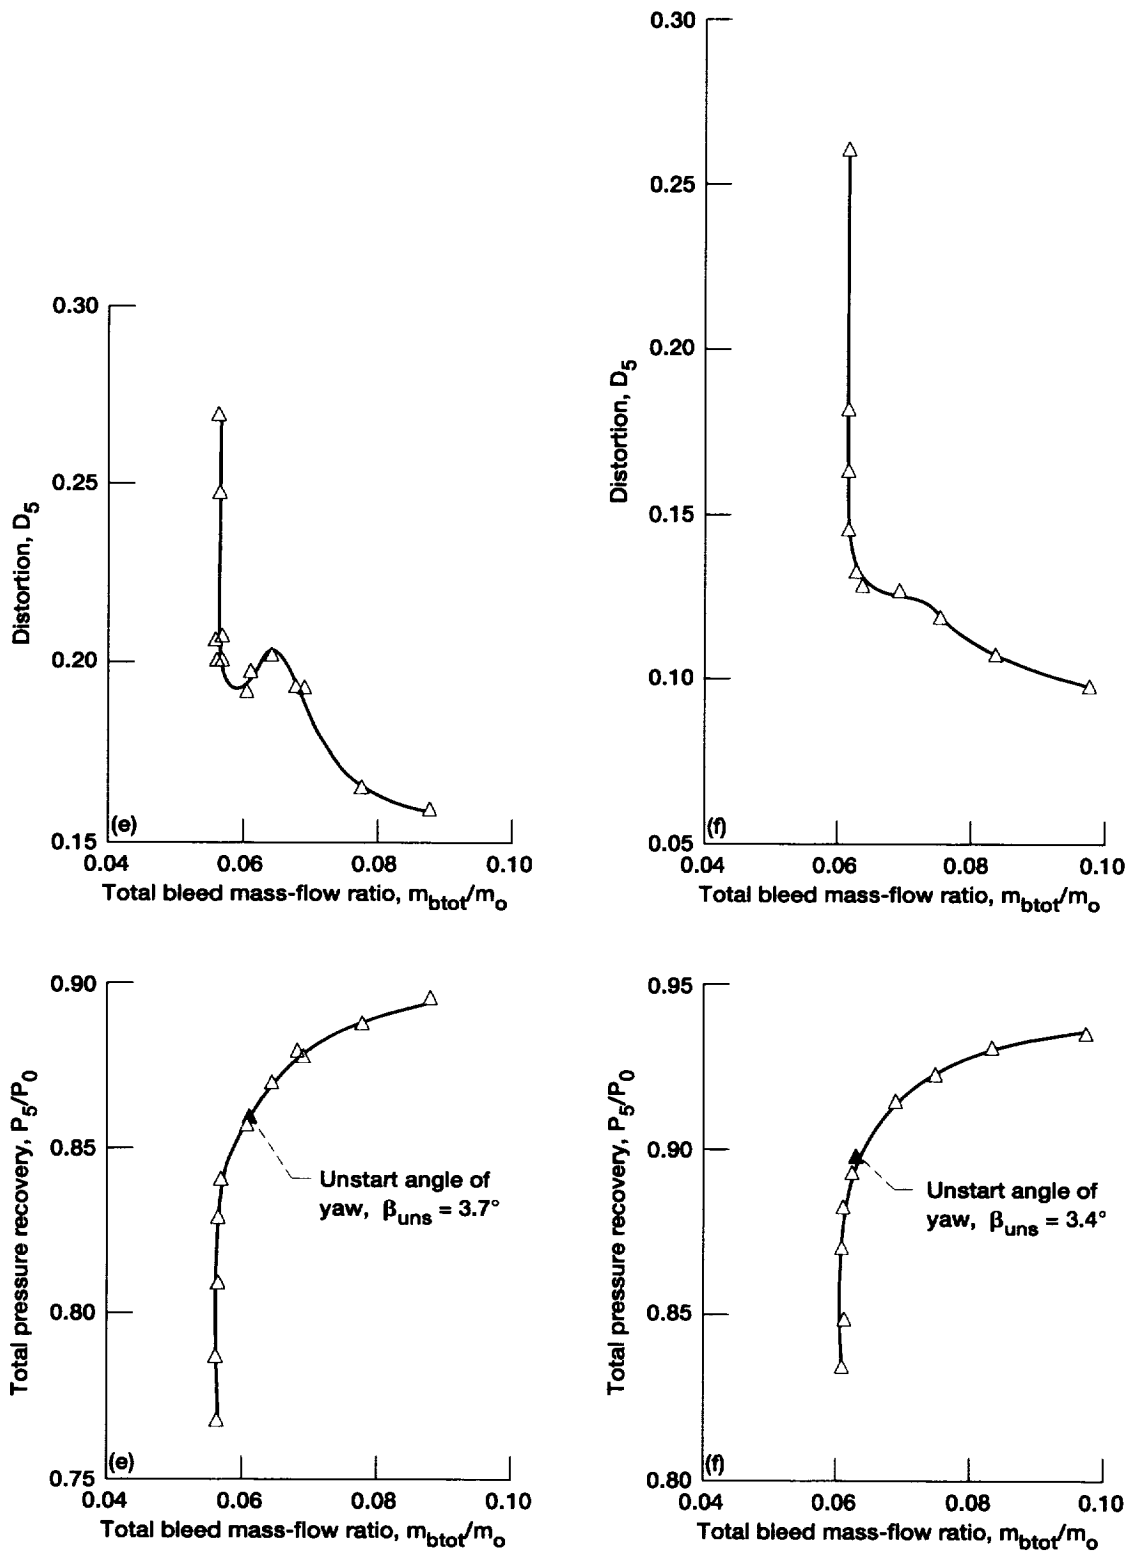 0.30
0.25
0.20
0.15
0.04
0.06
0.08
0.10
Distortion, D5
(e)
Total bleed mass-flow ratio, mbtot/mo
0.30
0.25
0.20
0.15
0.10
0.05
0.04
0.06
0.08
0.10
Distortion, D5
(f)
Total bleed mass-flow ratio, mbtot/mo
0.90
0.85
0.80
0.75
0.04
0.06
0.08
0.10
Total pressure recovery, P5/P0
Unstart angle of
yaw, βuns = 3.7°
(e)
Total bleed mass-flow ratio, mbtot/mo
0.95
0.90
0.85
0.80
0.04
0.06
0.08
0.10
Total pressure recovery, P5/P0
Unstart angle of
yaw, βuns = 3.4°
(f)
Total bleed mass-flow ratio, mbtot/mo